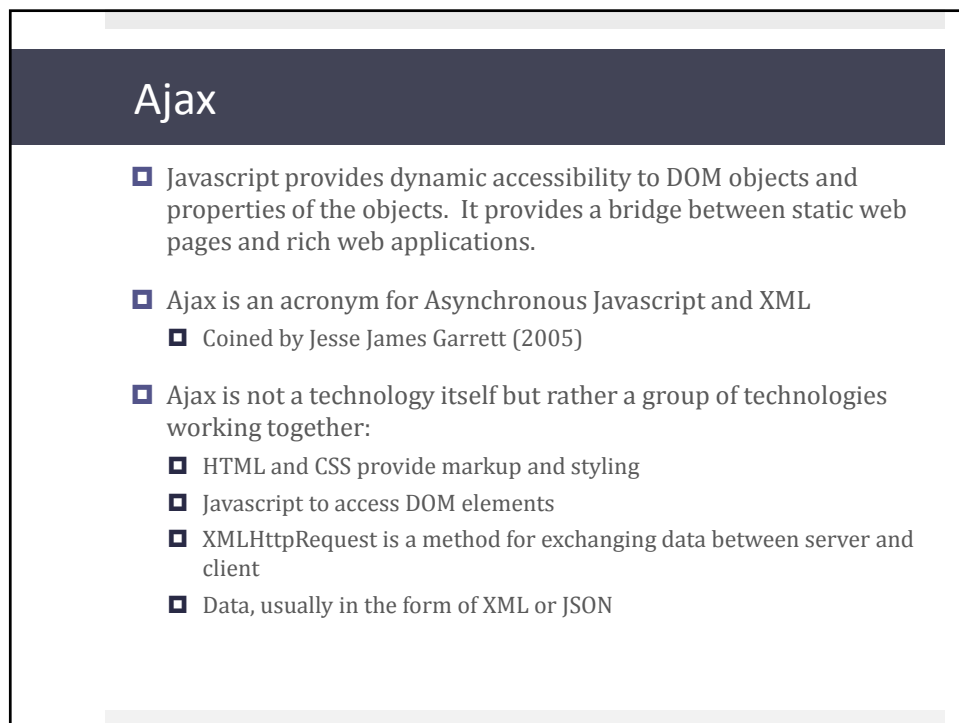 Ajax
Javascript provides dynamic accessibility to DOM objects and
properties of the objects.  It provides a bridge between static web
pages and rich web applications.
Ajax is an acronym for Asynchronous Javascript and XML
Coined by Jesse James Garrett (2005)
Ajax is not a technology itself but rather a group of technologies
working together:
HTML and CSS provide markup and styling
Javascript to access DOM elements
XMLHttpRequest is a method for exchanging data between server and
client
Data, usually in the form of XML or JSON